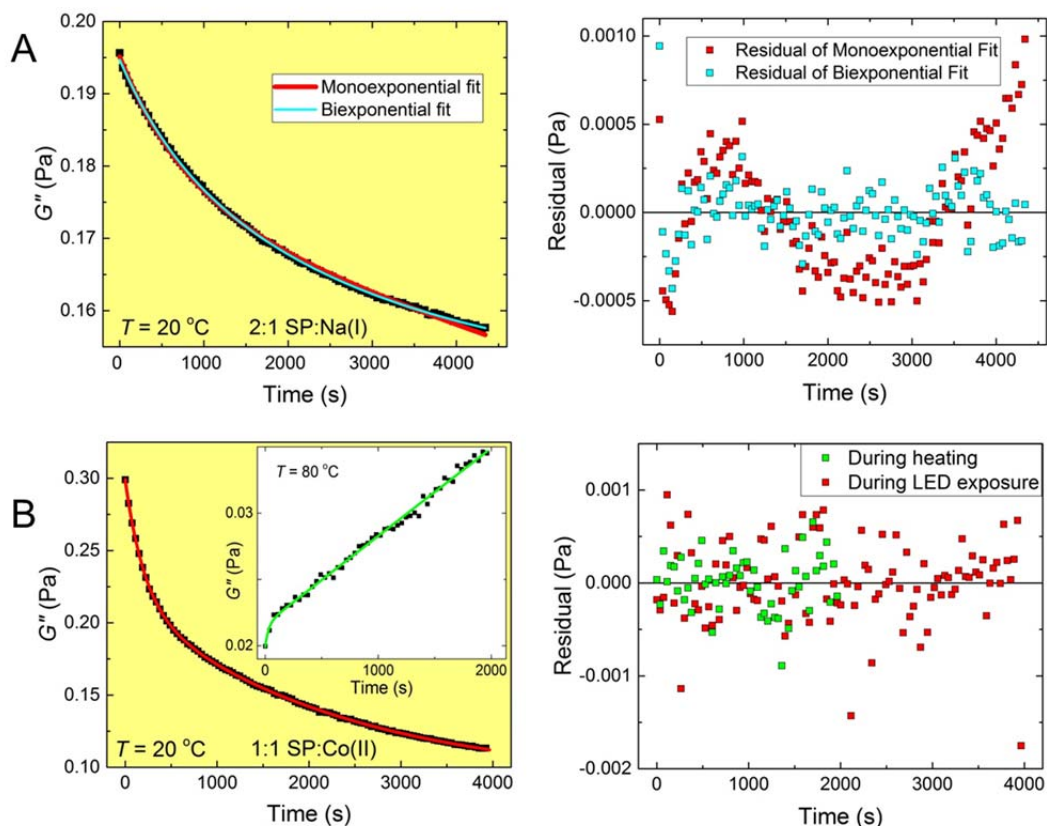 A
0.20
0.19
0.18
0.17
0.16
G″ (Pa)
Monoexponential fit
Biexponential fit
T = 20 °C 2:1 SP:Na(I)
0 1000 2000 3000 4000
Time (s)
0.0010
0.0005
0.0000
-0.0005
Residual (Pa)
Residual of Monoexponential Fit
Residual of Biexponential Fit
0 1000 2000 3000 4000
Time (s)
B
0.30
0.25
0.20
0.15
0.10
G″ (Pa)
T = 80 °C
0.03
0.02
G″ (Pa)
0 1000 2000
Time (s)
T = 20 °C 1:1 SP:Co(II)
0 1000 2000 3000 4000
Time (s)
0.001
0.000
-0.001
-0.002
Residual (Pa)
During heating
During LED exposure
0 1000 2000 3000 4000
Time (s)